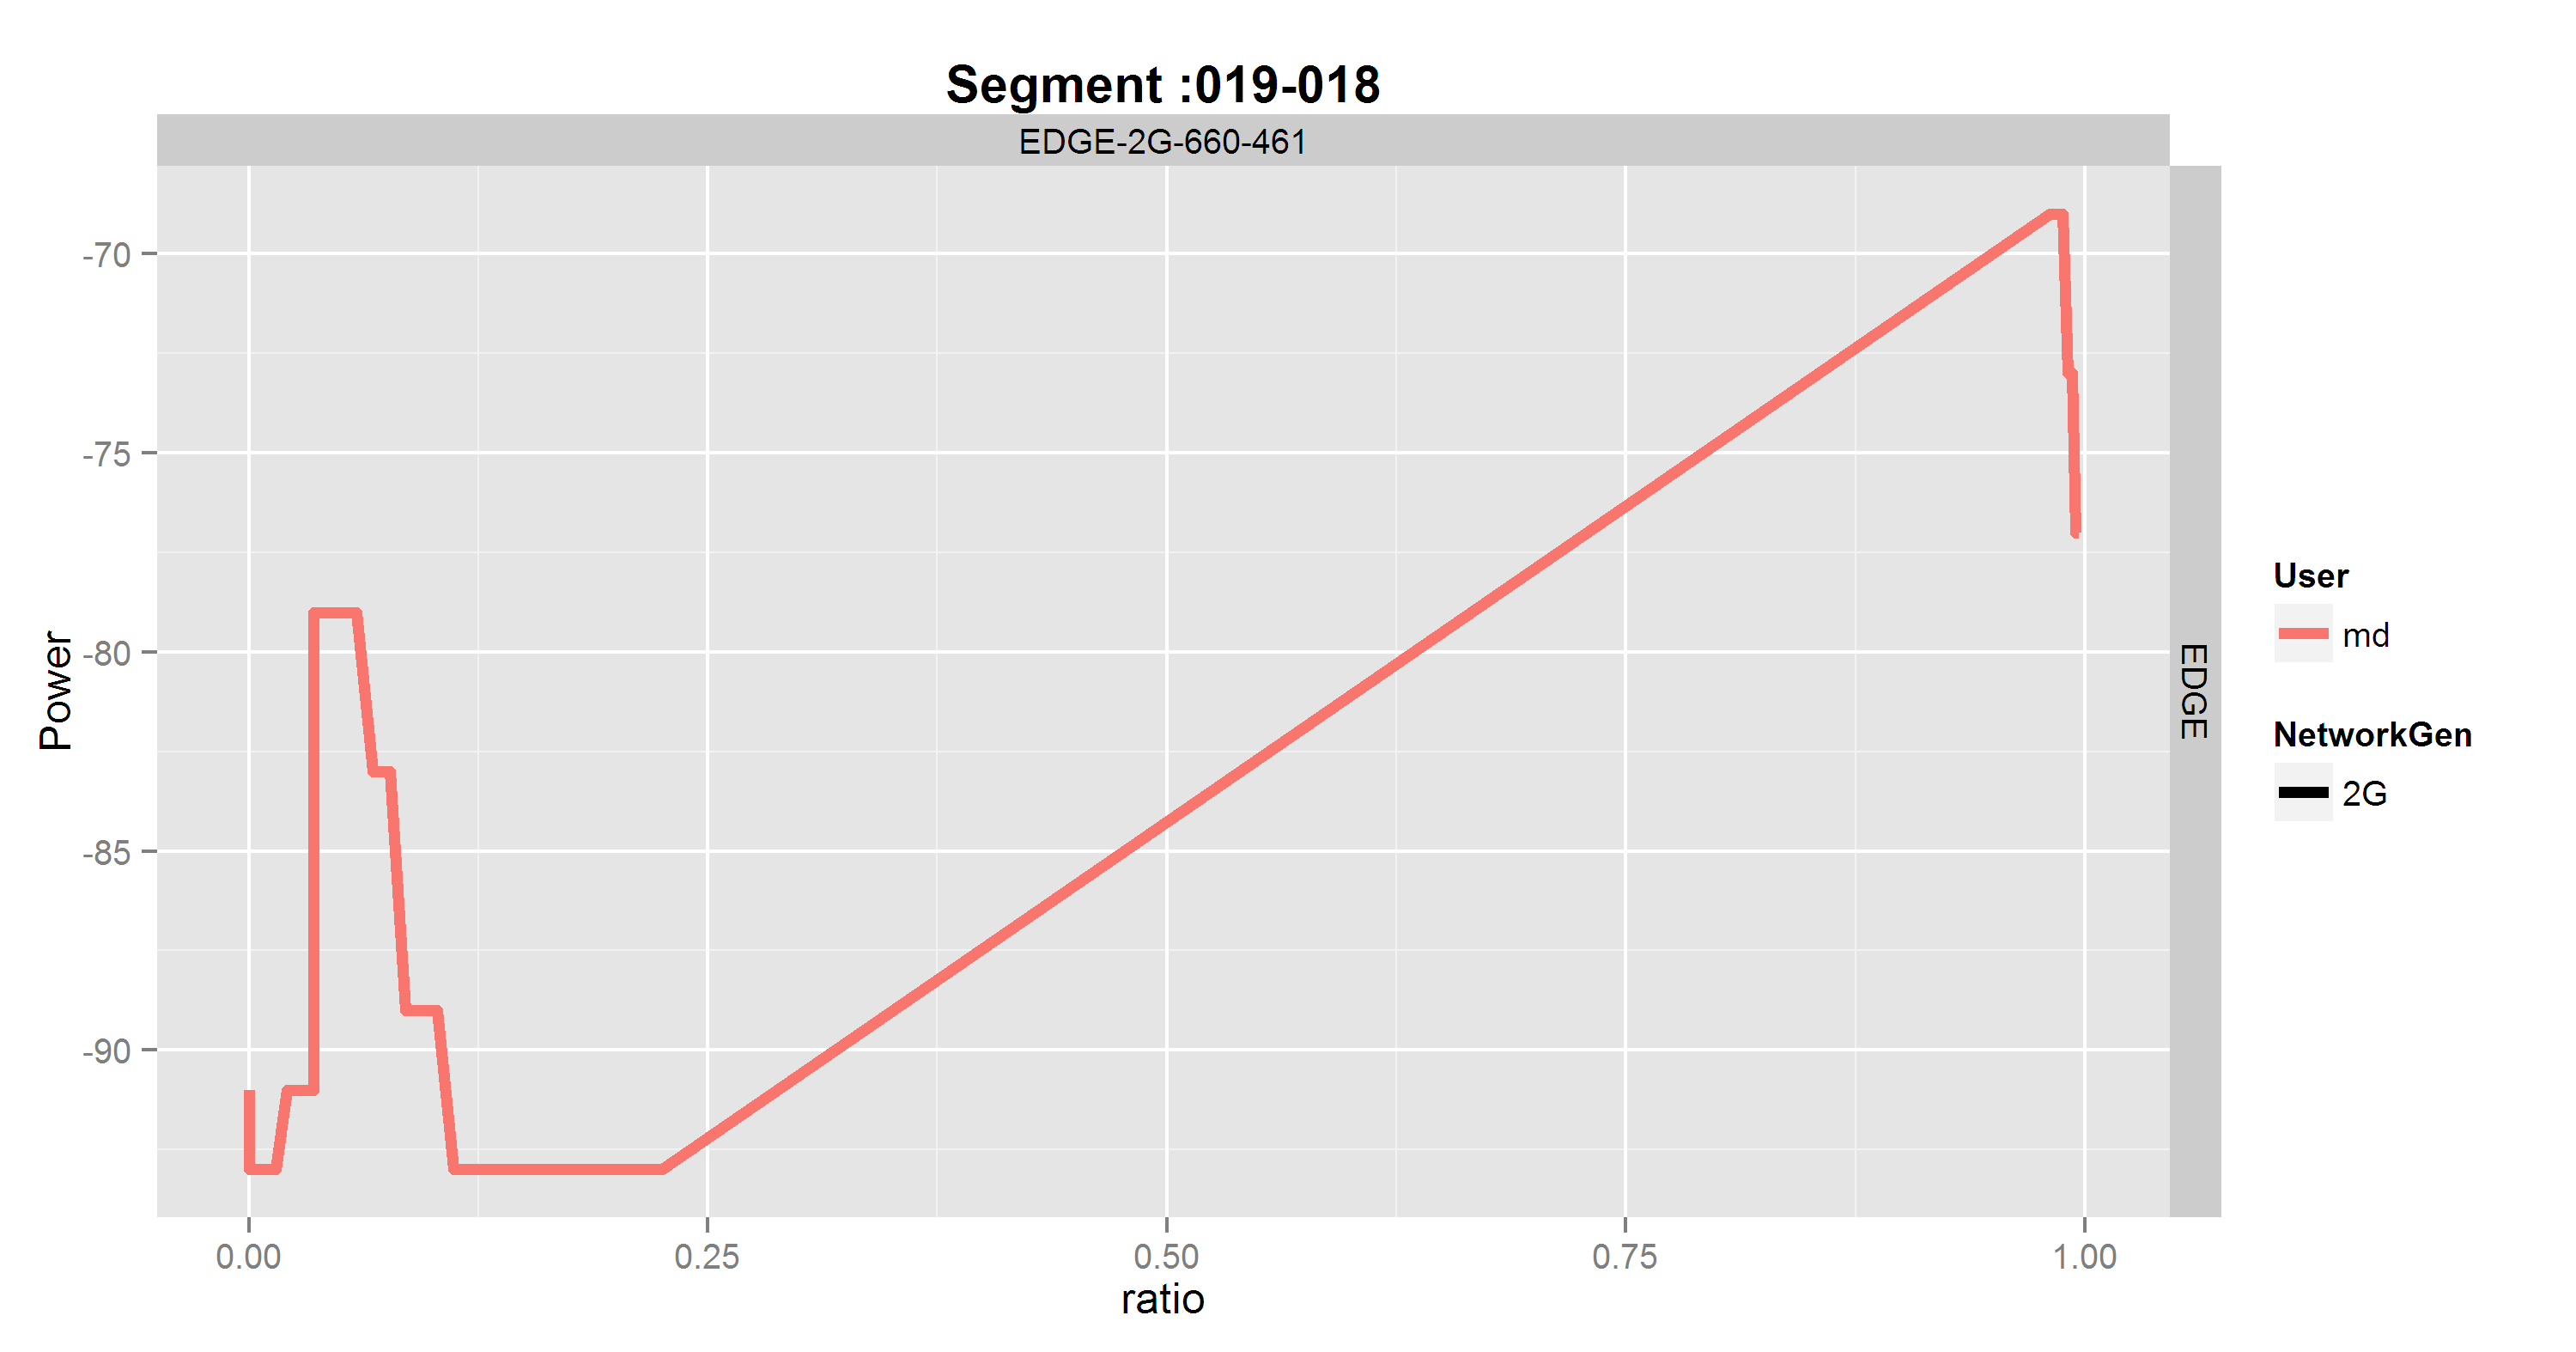 Segment :019-018
EDGE-2G-660-461
-70
-75
-80
-85
-90
Power
EDGE
0.00 0.25 0.50 0.75 1.00
ratio
User
md
NetworkGen
2G